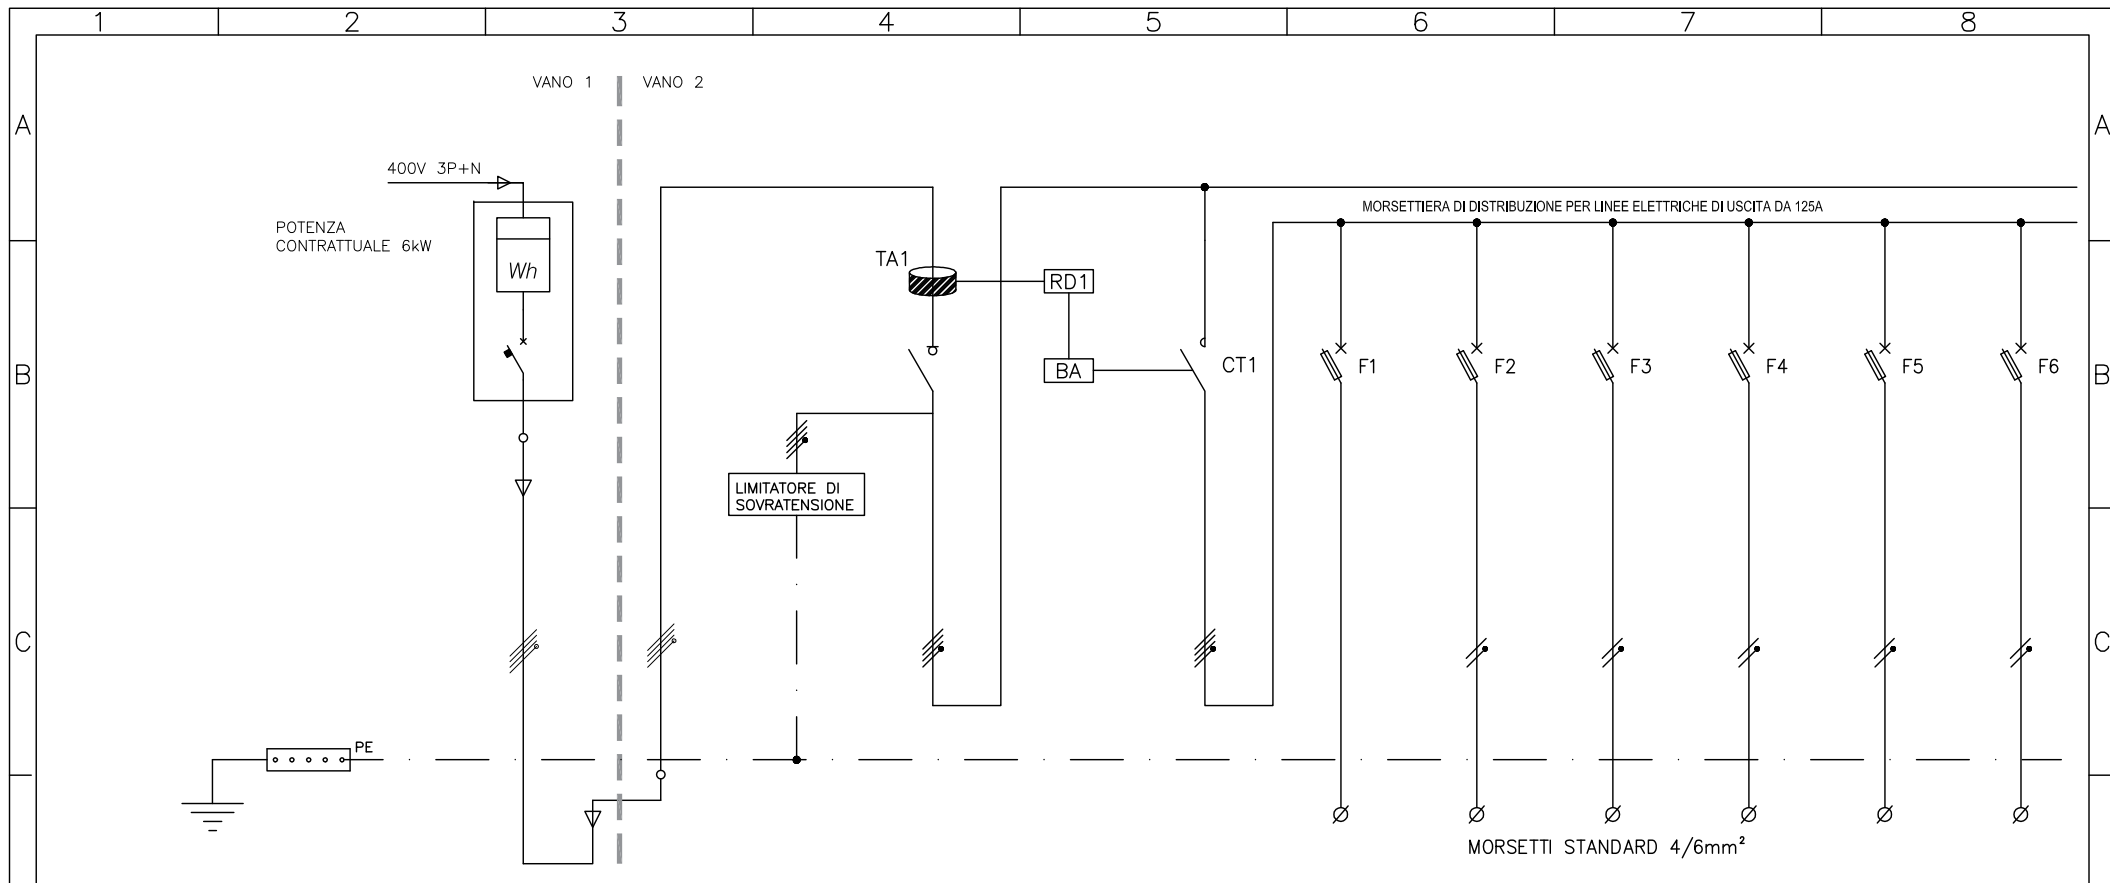 1 2 3 4 5 6 7 8
VANO 1 VANO 2
A A
400V 3P+N
POTENZA
CONTRATTUALE 6kW
MORSETTIERA DI DISTRIBUZIONE PER LINEE ELETTRICHE DI USCITA DA 125A
Wh
TA1
RD1
B B
BA
CT1
F1 F2 F3 F4 F5 F6
LIMITATORE DI
SOVRATENSIONE
C C
PE
MORSETTI STANDARD 4/6mm²